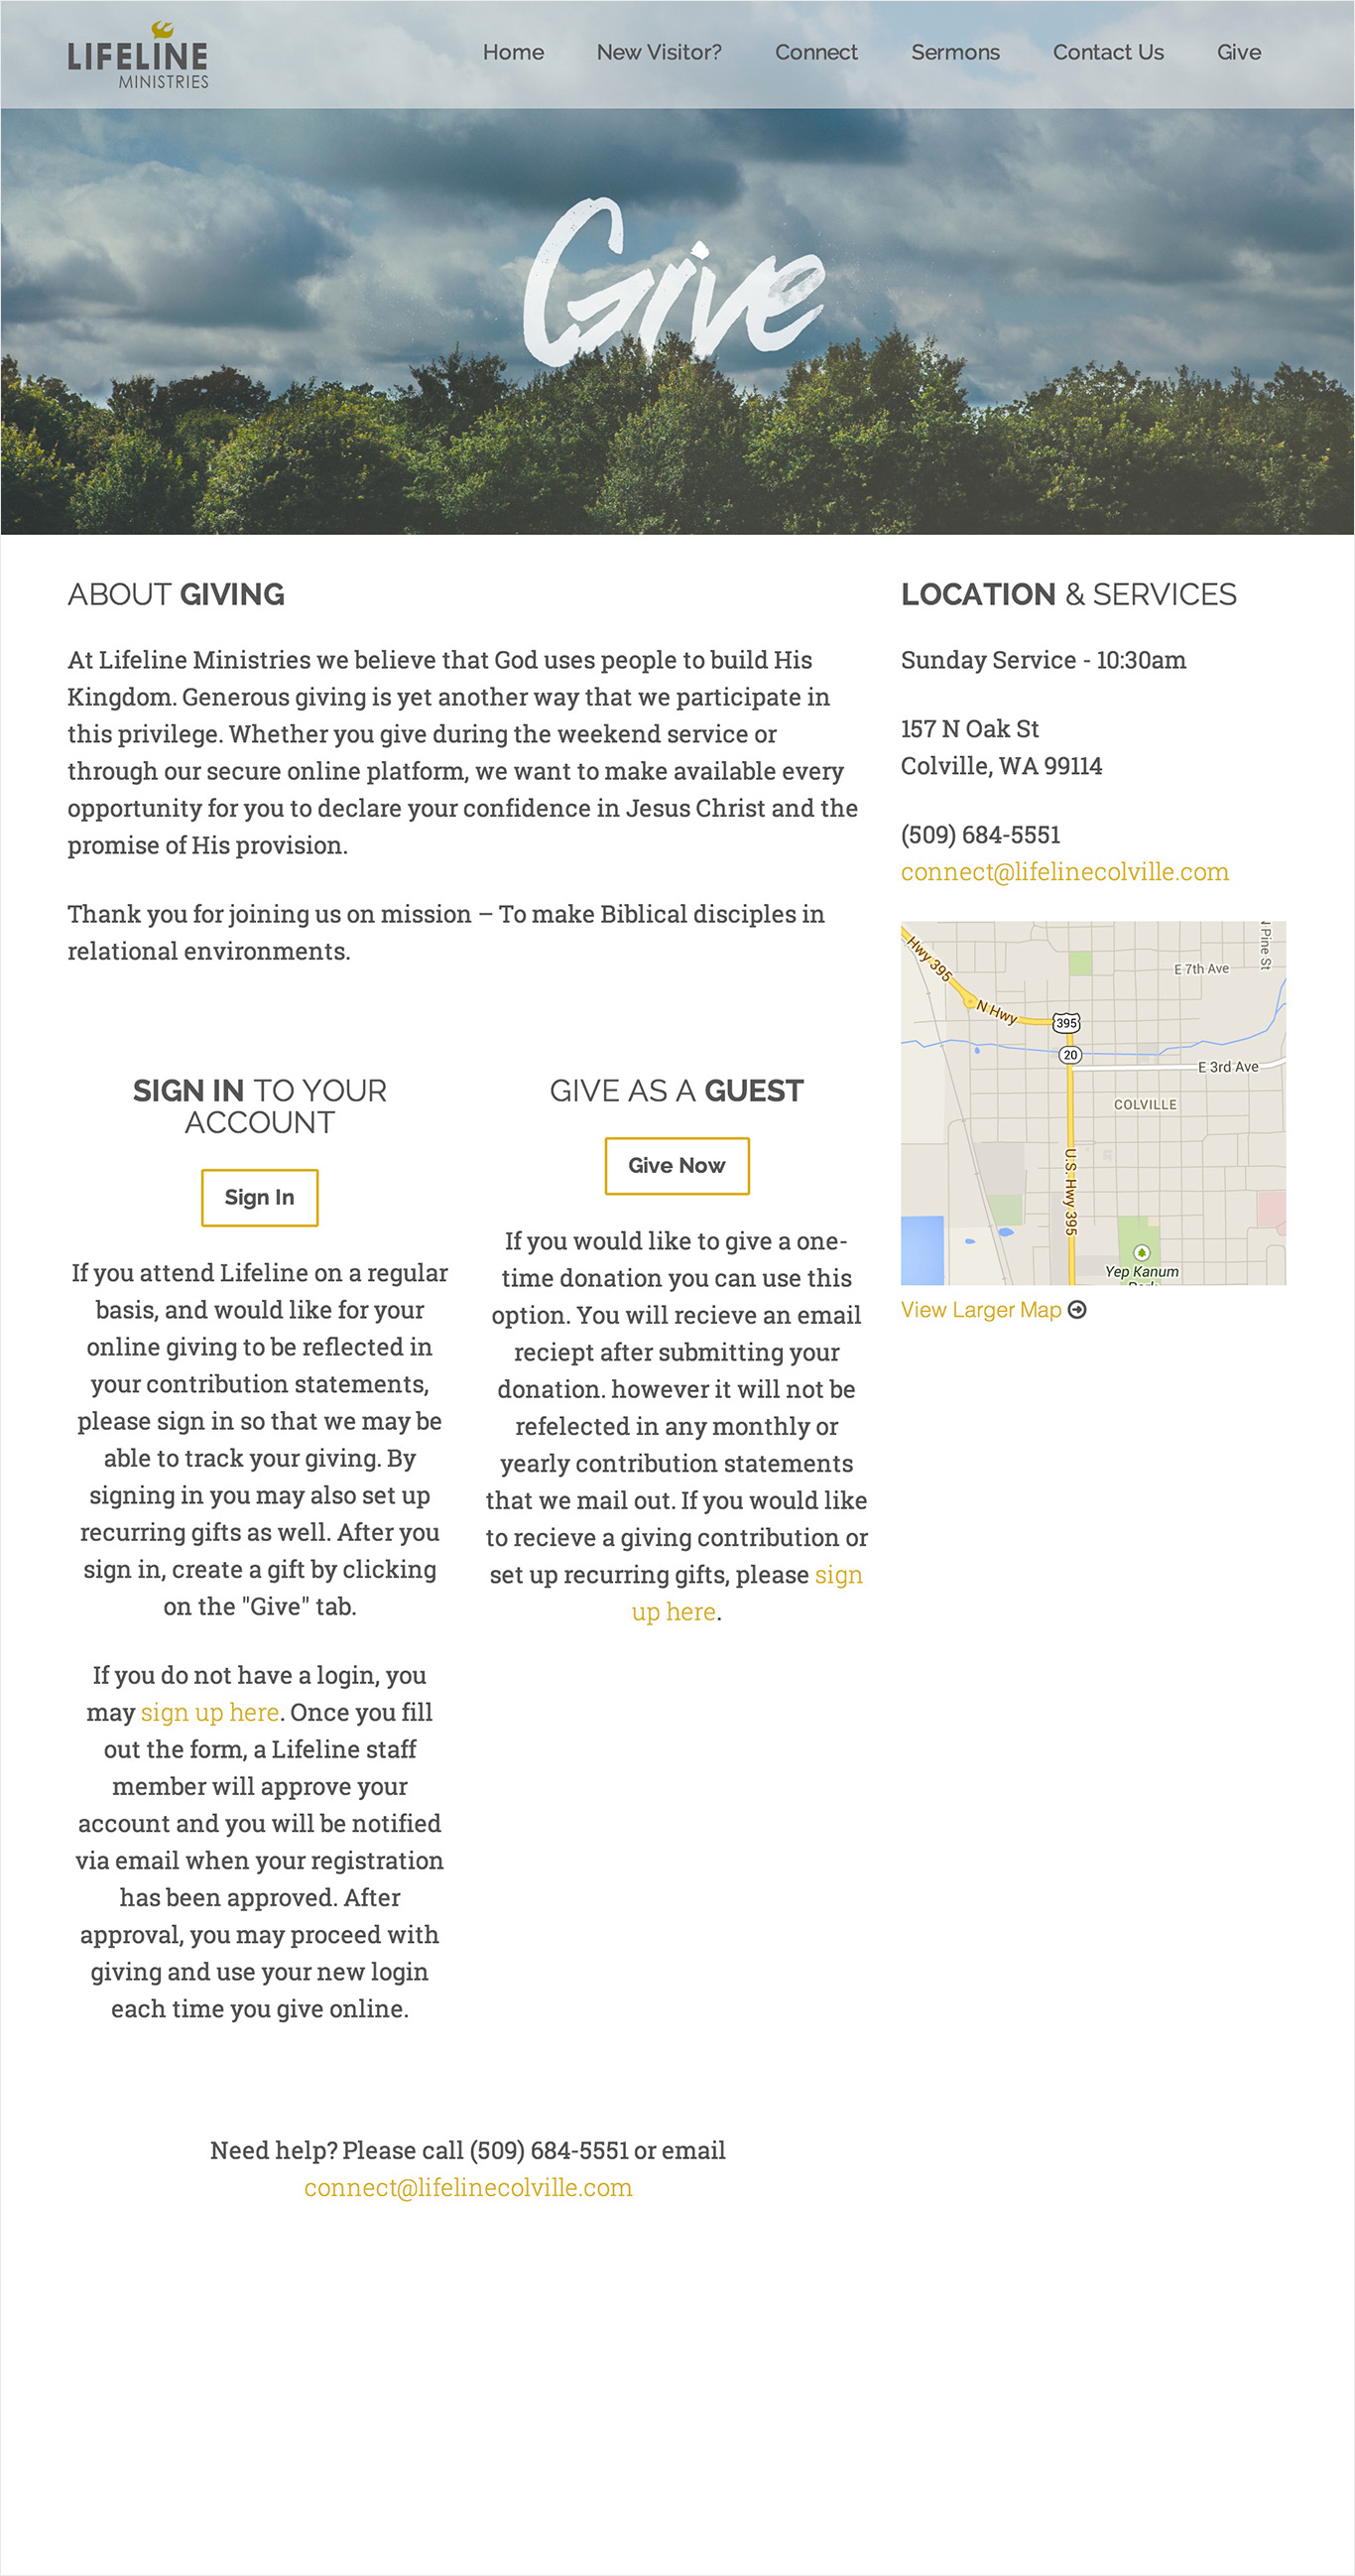 LIFELINE
MINISTRIES
Home
New Visitor?
Connect
Sermons
Contact Us
Give
Give
ABOUT GIVING
At Lifeline Ministries we believe that God uses people to build His
Kingdom. Generous giving is yet another way that we participate in
this privilege. Whether you give during the weekend service or
through our secure online platform, we want to make available every
opportunity for you to declare your confidence in Jesus Christ and the
promise of His provision.
Thank you for joining us on mission – To make Biblical disciples in
relational environments.
SIGN IN TO YOUR
ACCOUNT
Sign In
If you attend Lifeline on a regular
basis, and would like for your
online giving to be reflected in
your contribution statements,
please sign in so that we may be
able to track your giving. By
signing in you may also set up
recurring gifts as well. After you
sign in, create a gift by clicking
on the "Give" tab.
If you do not have a login, you
may sign up here. Once you fill
out the form, a Lifeline staff
member will approve your
account and you will be notified
via email when your registration
has been approved. After
approval, you may proceed with
giving and use your new login
each time you give online.
GIVE AS A GUEST
Give Now
If you would like to give a one-
time donation you can use this
option. You will recieve an email
reciept after submitting your
donation. however it will not be
refelected in any monthly or
yearly contribution statements
that we mail out. If you would like
to recieve a giving contribution or
set up recurring gifts, please sign
up here.
Need help? Please call (509) 684-5551 or email
connect@lifelinecolville.com
LOCATION & SERVICES
Sunday Service - 10:30am
157 N Oak St
Colville, WA 99114
(509) 684-5551
connect@lifelinecolville.com
Hwy 395
N Hwy
395
20
N Pine St
E 7th Ave
E 3rd Ave
COLVILLE
U.S. Hwy 395
Yep Kanum
Park
View Larger Map